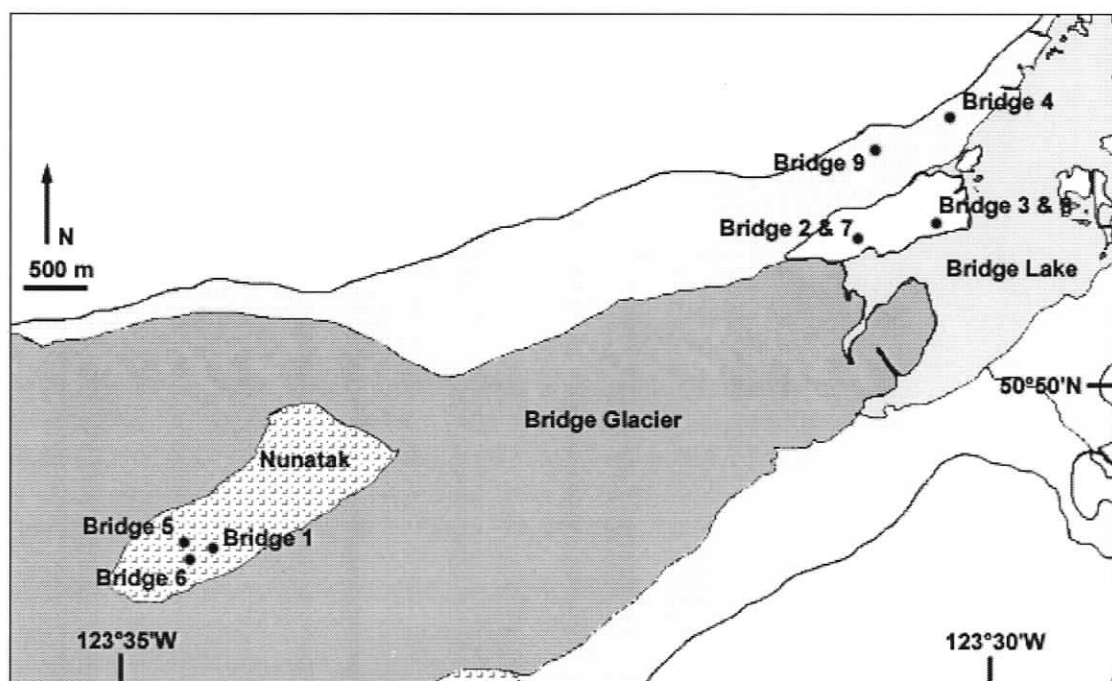 Bridge 4
Bridge 9
N
500 m
Bridge 2 & 7
Bridge 3 & 8
Bridge Lake
50°50'N
Bridge Glacier
Nunatak
Bridge 5
Bridge 1
Bridge 6
123°35'W
123°30'W